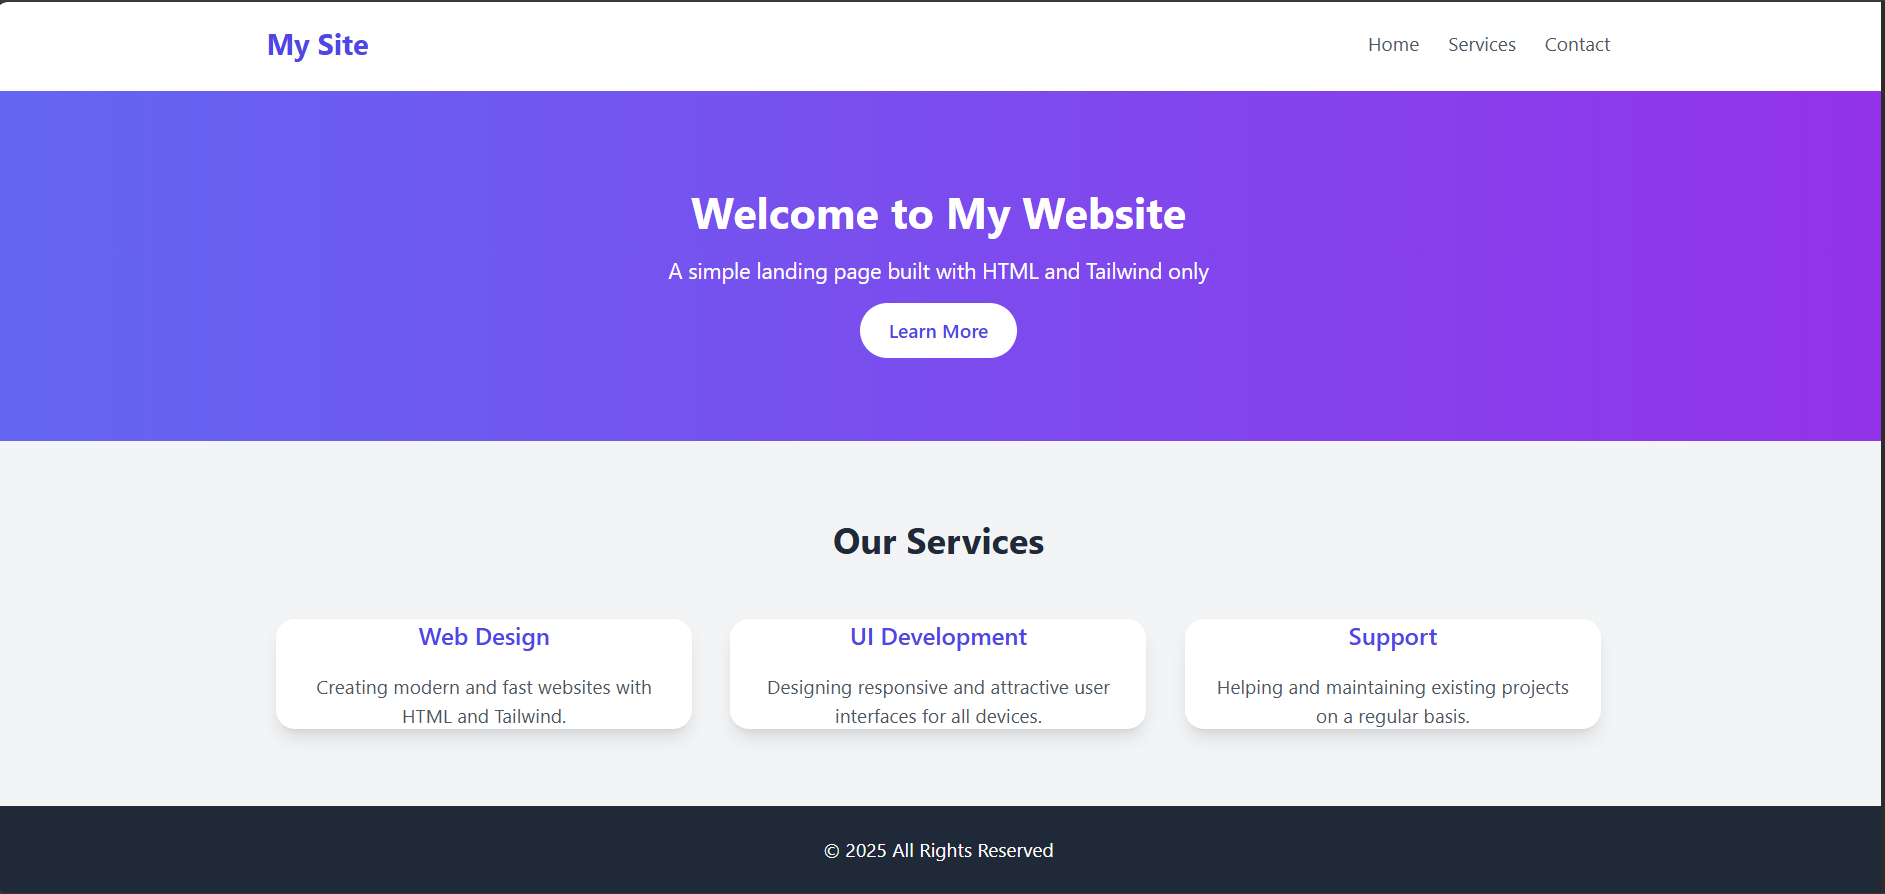 My Site
Home Services Contact
Welcome to My Website
A simple landing page built with HTML and Tailwind only
Learn More
Our Services
Web Design
Creating modern and fast websites with
HTML and Tailwind.
UI Development
Designing responsive and attractive user
interfaces for all devices.
Support
Helping and maintaining existing projects
on a regular basis.
© 2025 All Rights Reserved